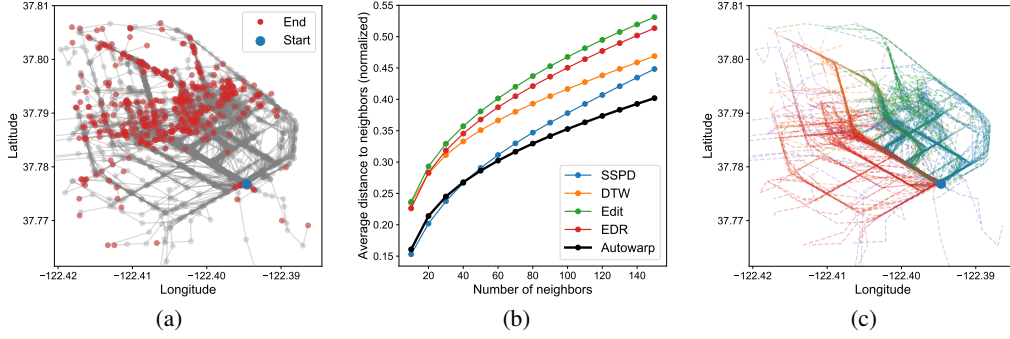 37.81
37.80
37.79
37.78
37.77
Latitude
−122.42
−122.41
−122.40
−122.39
Longitude
End
Start
(a)
0.55
0.50
0.45
0.40
0.35
0.30
0.25
0.20
0.15
Average distance to neighbors (normalized)
SSPD
DTW
Edit
EDR
Autowarp
20
40
60
80
100
120
140
Number of neighbors
(b)
37.81
37.80
37.79
37.78
37.77
Latitude
−122.42
−122.41
−122.40
−122.39
Longitude
(c)